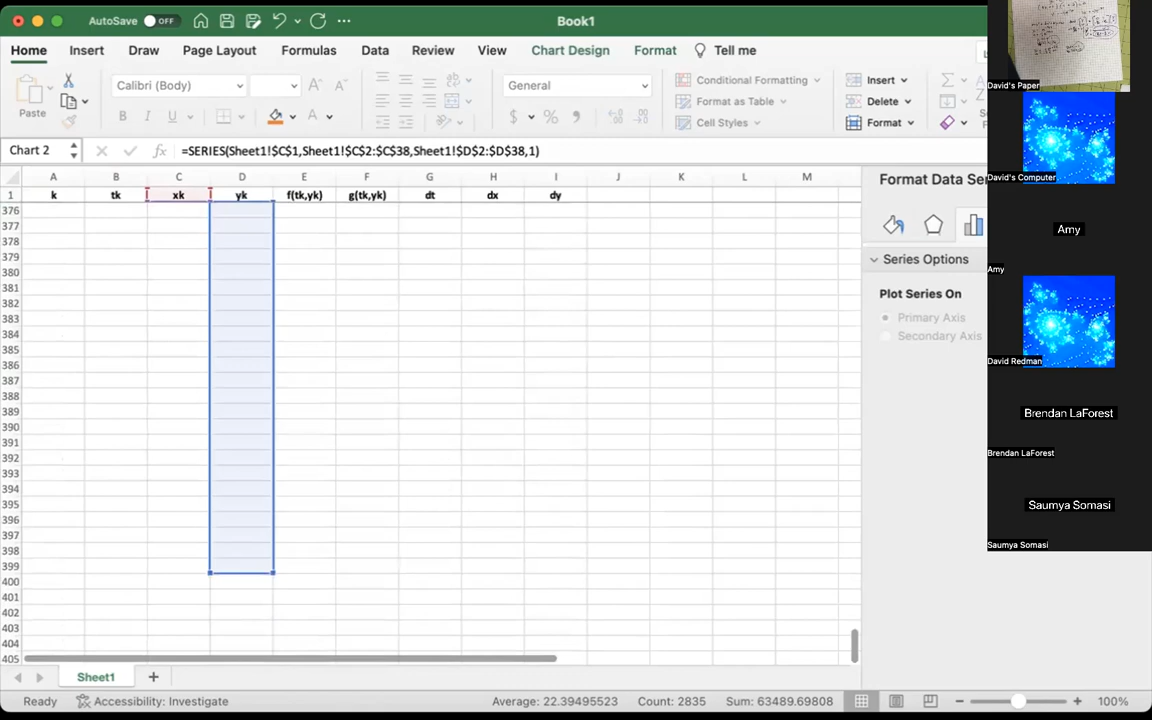 AutoSave OFF Book1
Home Insert Draw Page Layout Formulas Data Review View Chart Design Format Tell me
Paste Calibri (Body) General Conditional Formatting Insert
Format as Table Delete
Cell Styles Format
Chart 2 fx =SERIES(Sheet1!$C$1,Sheet1!$C$2:$C$38,Sheet1!$D$2:$D$38,1)
A B C D E F G H I J K L M
1 k tk xk yk f(tk,yk) g(tk,yk) dt dx dy
376
377
378
379
380
381
382
383
384
385
386
387
388
389
390
391
392
393
394
395
396
397
398
399
400
401
402
403
404
405
Format Data Ser
Series Options
Plot Series On
Primary Axis
Secondary Axis
David's Paper
David's Computer
Amy
Amy
David Redman
Brendan LaForest
Brendan LaForest
Saumya Somasi
Saumya Somasi
Sheet1
Ready Accessibility: Investigate Average: 22.39495523 Count: 2835 Sum: 63489.69808 100%